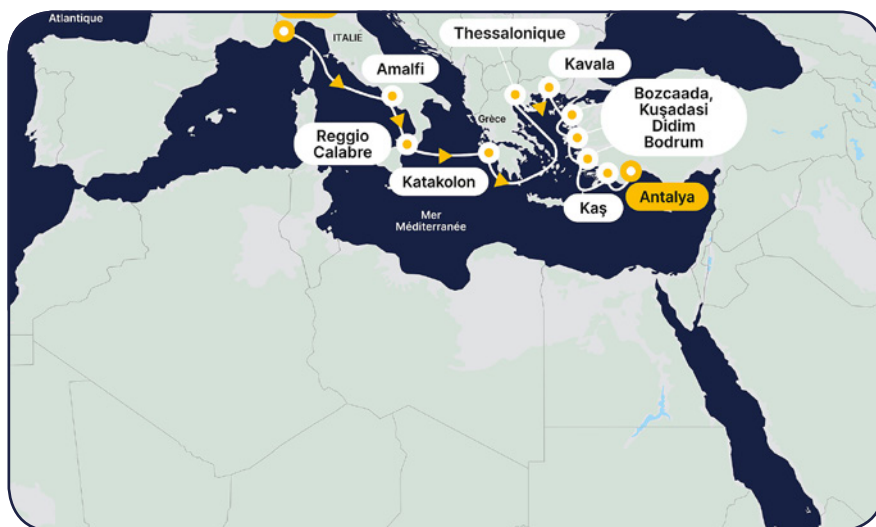 Atlantique
ITALIE
Thessalonique
Amalfi
Kavala
Bozcaada,
Kuşadasi
Didim
Bodrum
Grèce
Reggio
Calabre
Katakolon
Antalya
Kaş
Mer
Méditerranée